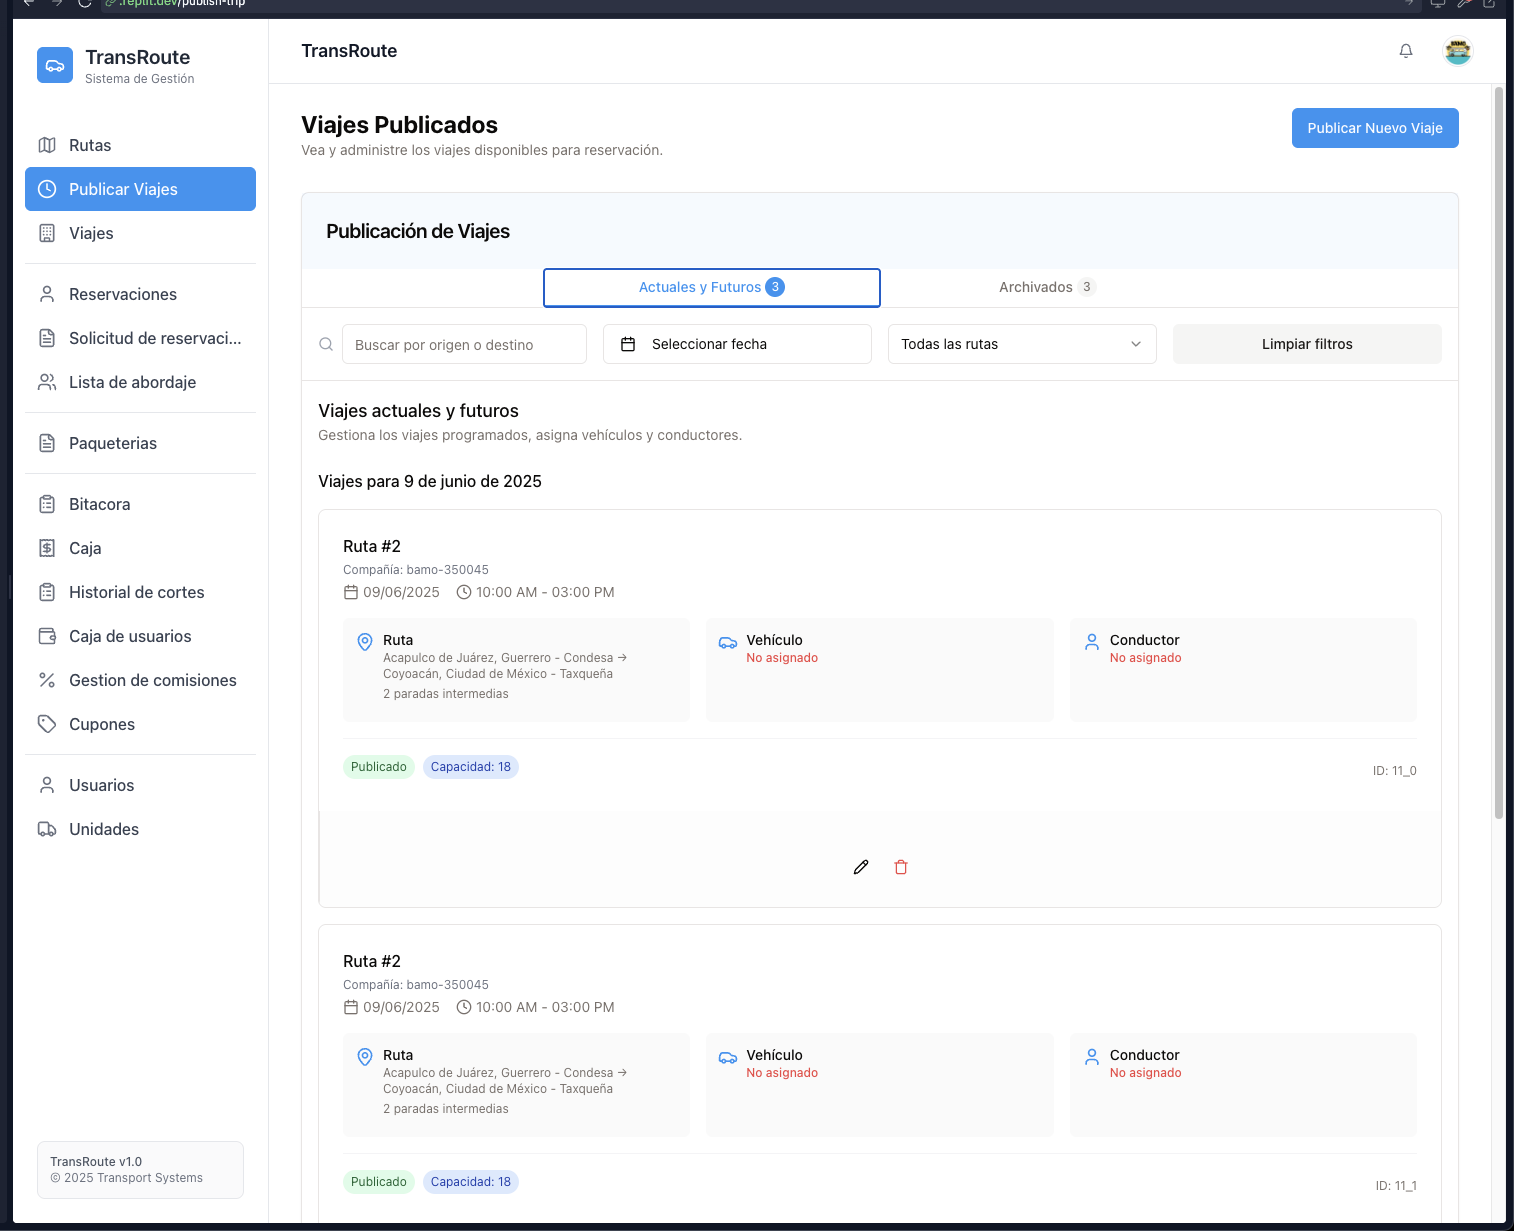 .replit.dev/publish-trip
TransRoute
Sistema de Gestión
TransRoute
Rutas
Publicar Viajes
Viajes
Reservaciones
Solicitud de reservaci...
Lista de abordaje
Paqueterias
Bitacora
Caja
Historial de cortes
Caja de usuarios
Gestion de comisiones
Cupones
Usuarios
Unidades
TransRoute v1.0
© 2025 Transport Systems
Viajes Publicados
Vea y administre los viajes disponibles para reservación.
Publicar Nuevo Viaje
Publicación de Viajes
Actuales y Futuros 3
Archivados 3
Buscar por origen o destino
Seleccionar fecha
Todas las rutas
Limpiar filtros
Viajes actuales y futuros
Gestiona los viajes programados, asigna vehículos y conductores.
Viajes para 9 de junio de 2025
Ruta #2
Compañía: bamo-350045
09/06/2025 10:00 AM - 03:00 PM
Ruta
Acapulco de Juárez, Guerrero - Condesa →
Coyoacán, Ciudad de México - Taxqueña
2 paradas intermedias
Vehículo
No asignado
Conductor
No asignado
Publicado
Capacidad: 18
ID: 11_0
Ruta #2
Compañía: bamo-350045
09/06/2025 10:00 AM - 03:00 PM
Ruta
Acapulco de Juárez, Guerrero - Condesa →
Coyoacán, Ciudad de México - Taxqueña
2 paradas intermedias
Vehículo
No asignado
Conductor
No asignado
Publicado
Capacidad: 18
ID: 11_1